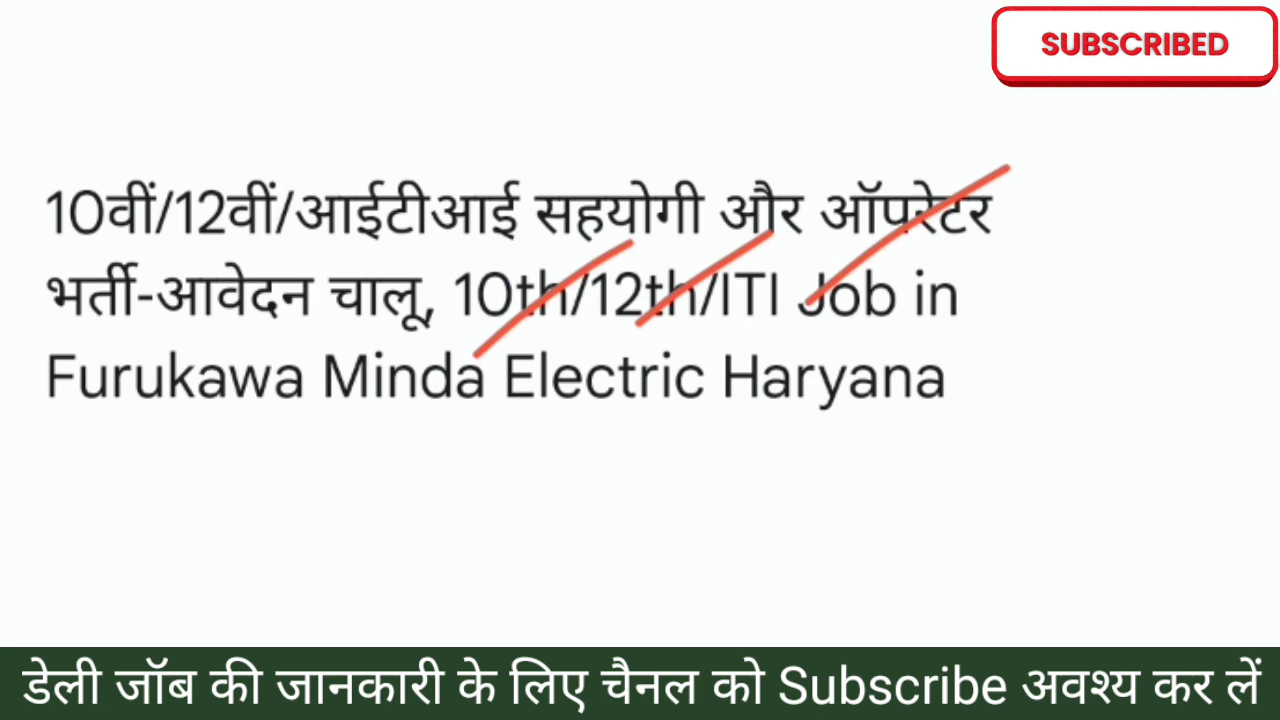 SUBSCRIBED
10वीं/12वीं/आईटीआई सहयोगी और ऑपरेटर
भर्ती-आवेदन चालू, 10th/12th/ITI Job in
Furukawa Minda Electric Haryana
डेली जॉब की जानकारी के लिए चैनल को Subscribe अवश्य कर लें